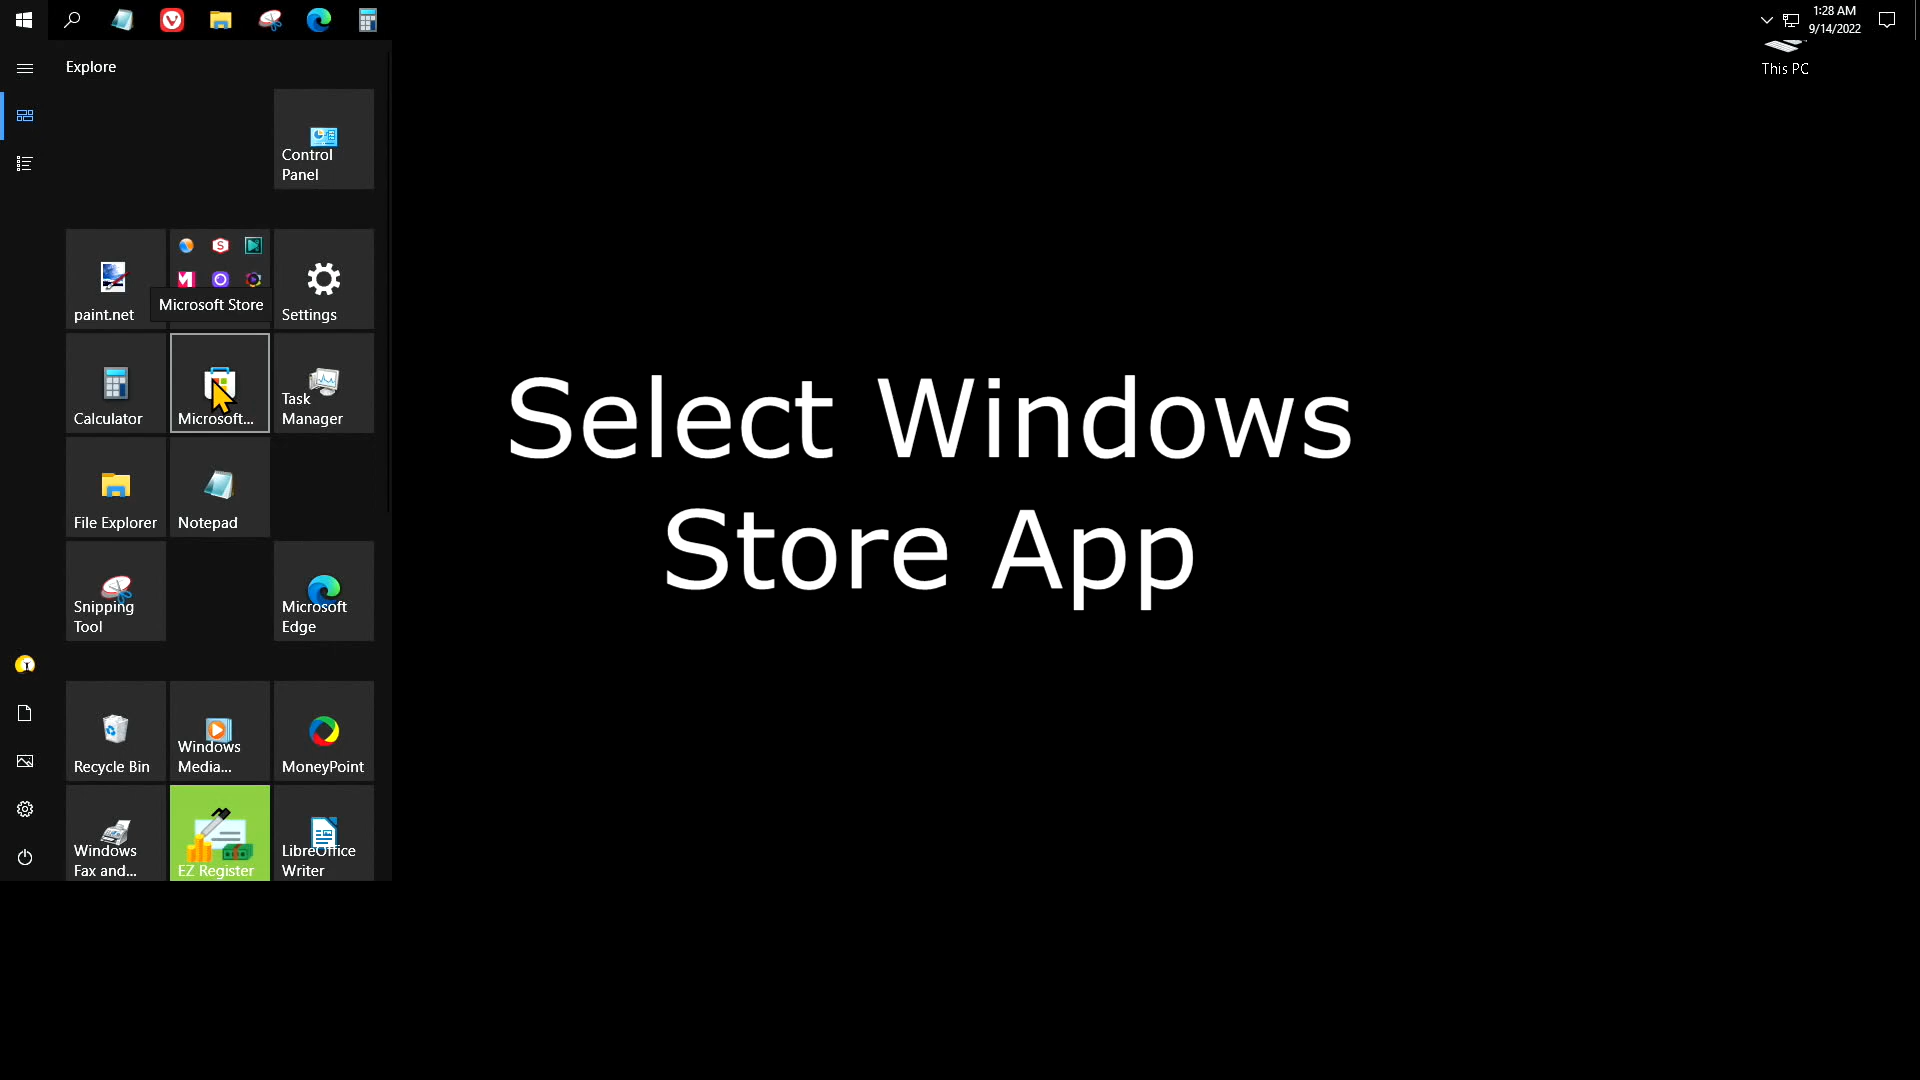 1:28 AM
9/14/2022
This PC
Explore
Control
Panel
paint.net
Microsoft Store
Settings
Calculator
Microsoft...
Task
Manager
File Explorer
Notepad
Snipping
Tool
Microsoft
Edge
Recycle Bin
Windows
Media...
MoneyPoint
Windows
Fax and...
EZ Register
LibreOffice
Writer
Select Windows
Store App